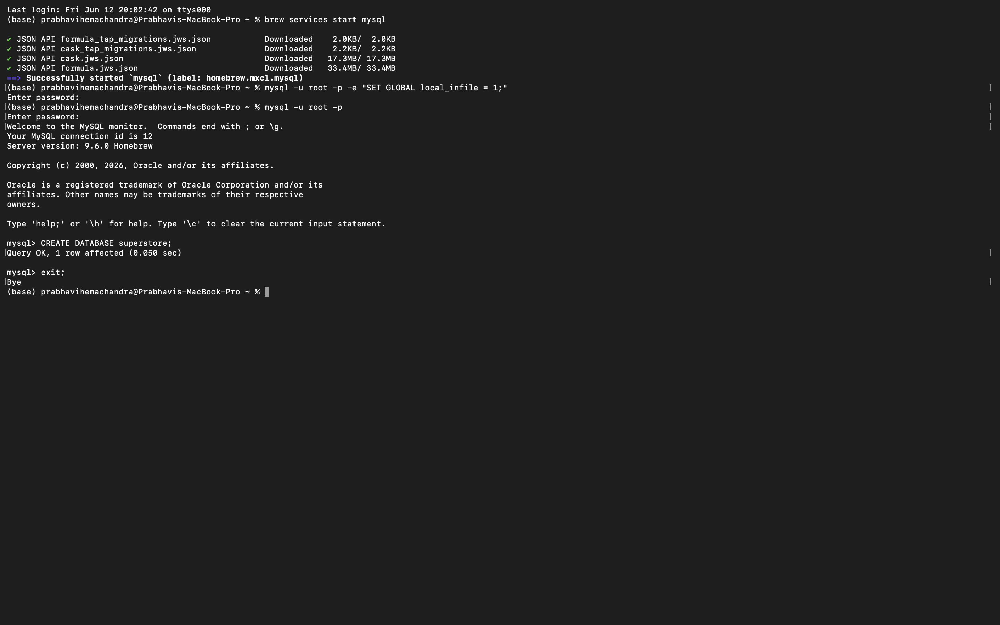 Last login: Fri Jun 12 20:02:42 on ttys000
(base) prabhavihemachandra@Prabhavis-MacBook-Pro ~ % brew services start mysql
✔ JSON API formula_tap_migrations.jws.json Downloaded 2.0KB/ 2.0KB
✔ JSON API cask_tap_migrations.jws.json Downloaded 2.2KB/ 2.2KB
✔ JSON API cask.jws.json Downloaded 17.3MB/ 17.3MB
✔ JSON API formula.jws.json Downloaded 33.4MB/ 33.4MB
==> Successfully started `mysql` (label: homebrew.mxcl.mysql)
[(base) prabhavihemachandra@Prabhavis-MacBook-Pro ~ % mysql -u root -p -e "SET GLOBAL local_infile = 1;" ]
Enter password:
[(base) prabhavihemachandra@Prabhavis-MacBook-Pro ~ % mysql -u root -p ]
[Enter password: ]
[Welcome to the MySQL monitor.  Commands end with ; or \g. ]
Your MySQL connection id is 12
Server version: 9.6.0 Homebrew
Copyright (c) 2000, 2026, Oracle and/or its affiliates.
Oracle is a registered trademark of Oracle Corporation and/or its
affiliates. Other names may be trademarks of their respective
owners.
Type 'help;' or '\h' for help. Type '\c' to clear the current input statement.
mysql> CREATE DATABASE superstore;
[Query OK, 1 row affected (0.050 sec) ]
mysql> exit;
[Bye ]
(base) prabhavihemachandra@Prabhavis-MacBook-Pro ~ %